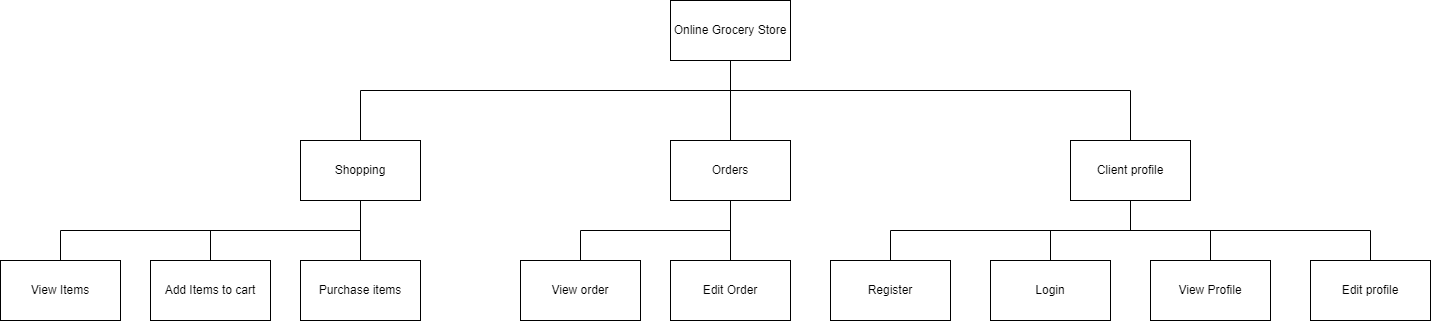 Online Grocery Store
Shopping
Orders
Client profile
View Items
Add Items to cart
Purchase items
View order
Edit Order
Register
Login
View Profile
Edit profile